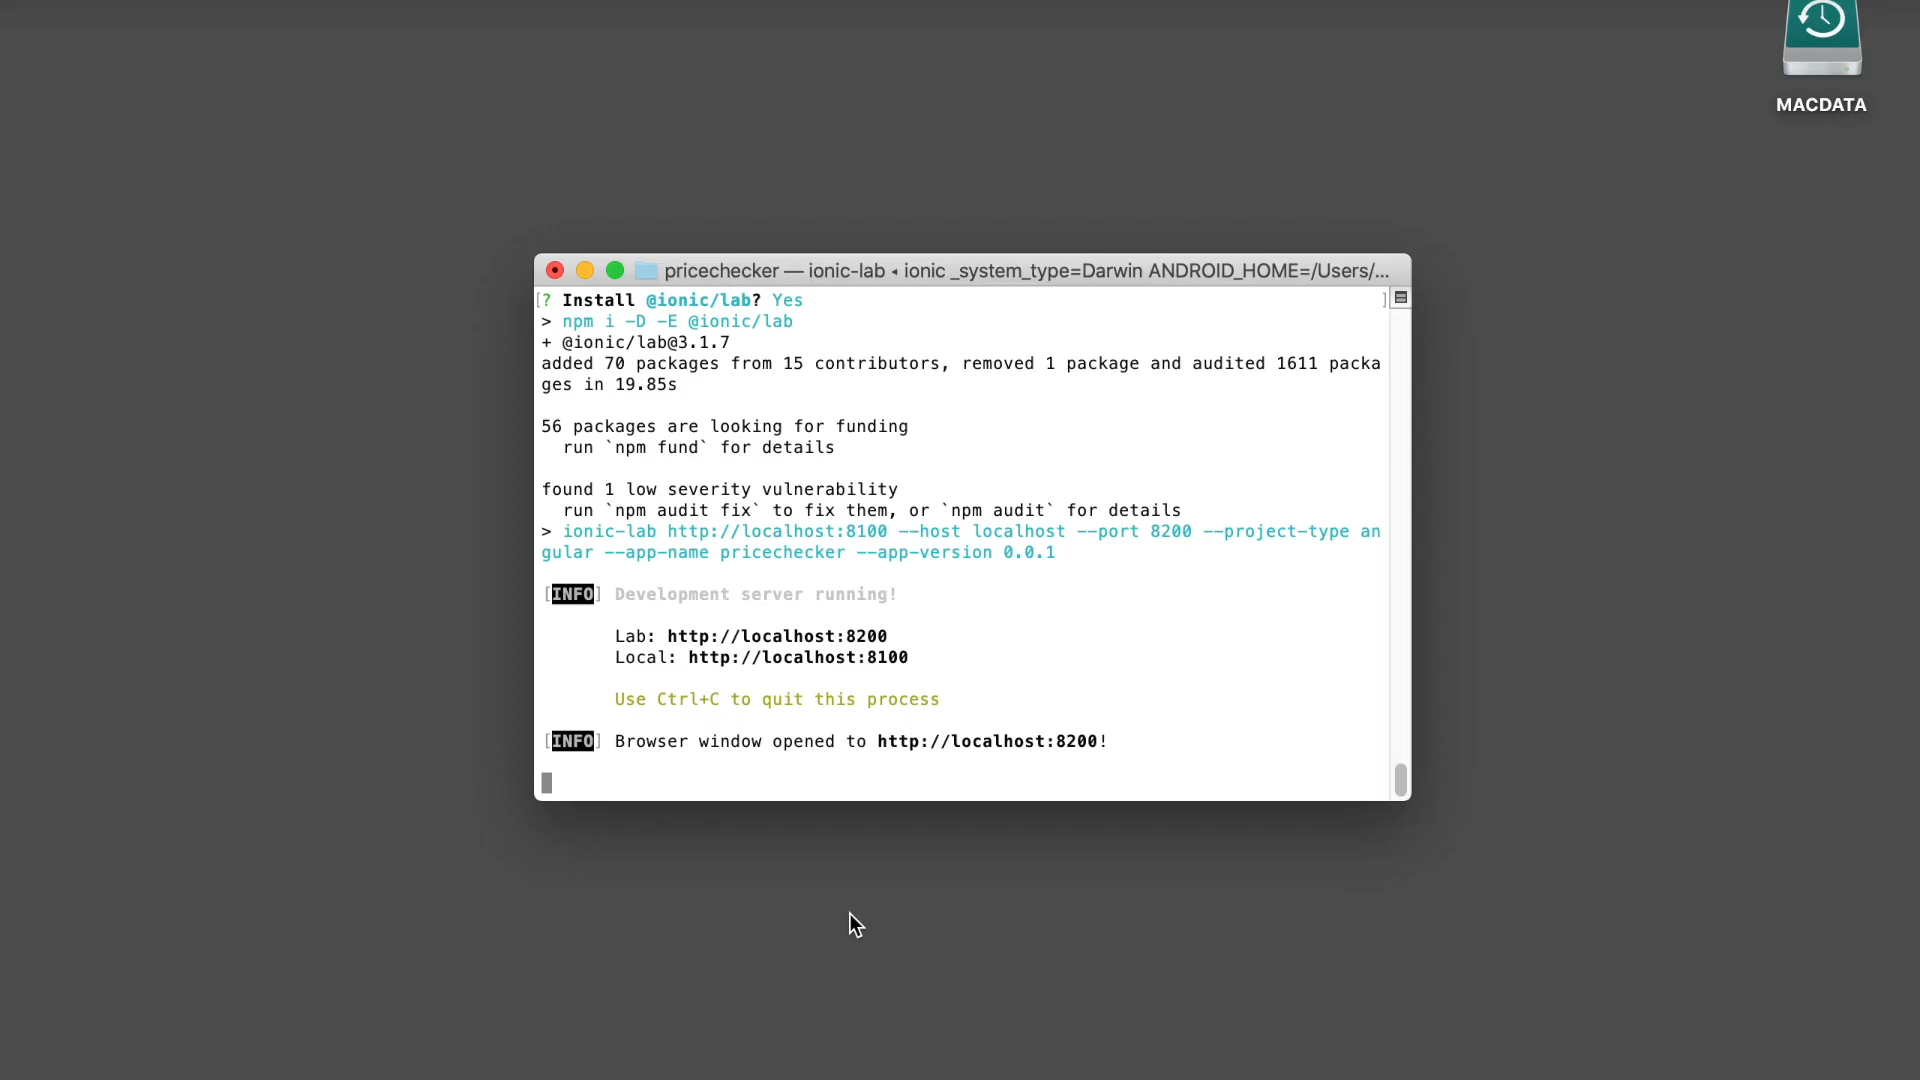 MACDATA
pricechecker — ionic-lab ◂ ionic _system_type=Darwin ANDROID_HOME=/Users/...
[? Install @ionic/lab? Yes ]
> npm i -D -E @ionic/lab
+ @ionic/lab@3.1.7
added 70 packages from 15 contributors, removed 1 package and audited 1611 packa
ges in 19.85s
56 packages are looking for funding
run `npm fund` for details
found 1 low severity vulnerability
run `npm audit fix` to fix them, or `npm audit` for details
> ionic-lab http://localhost:8100 --host localhost --port 8200 --project-type an
gular --app-name pricechecker --app-version 0.0.1
[INFO] Development server running!
Lab: http://localhost:8200
Local: http://localhost:8100
Use Ctrl+C to quit this process
[INFO] Browser window opened to http://localhost:8200!